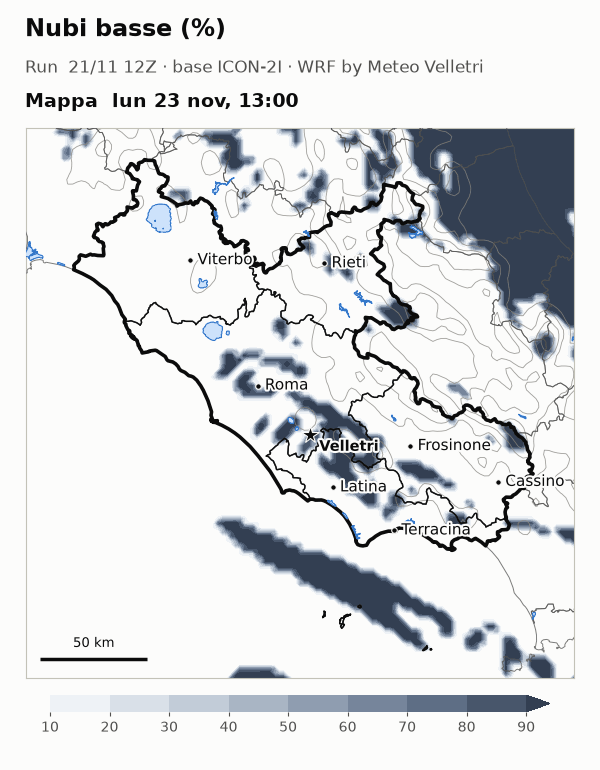 Nubi basse (%)
Run  21/11 12Z · base ICON-2I · WRF by Meteo Velletri
Mappa  lun 23 nov, 13:00
Viterbo
Rieti
Roma
Velletri
Frosinone
Latina
Cassino
Terracina
50 km
10 20 30 40 50 60 70 80 90